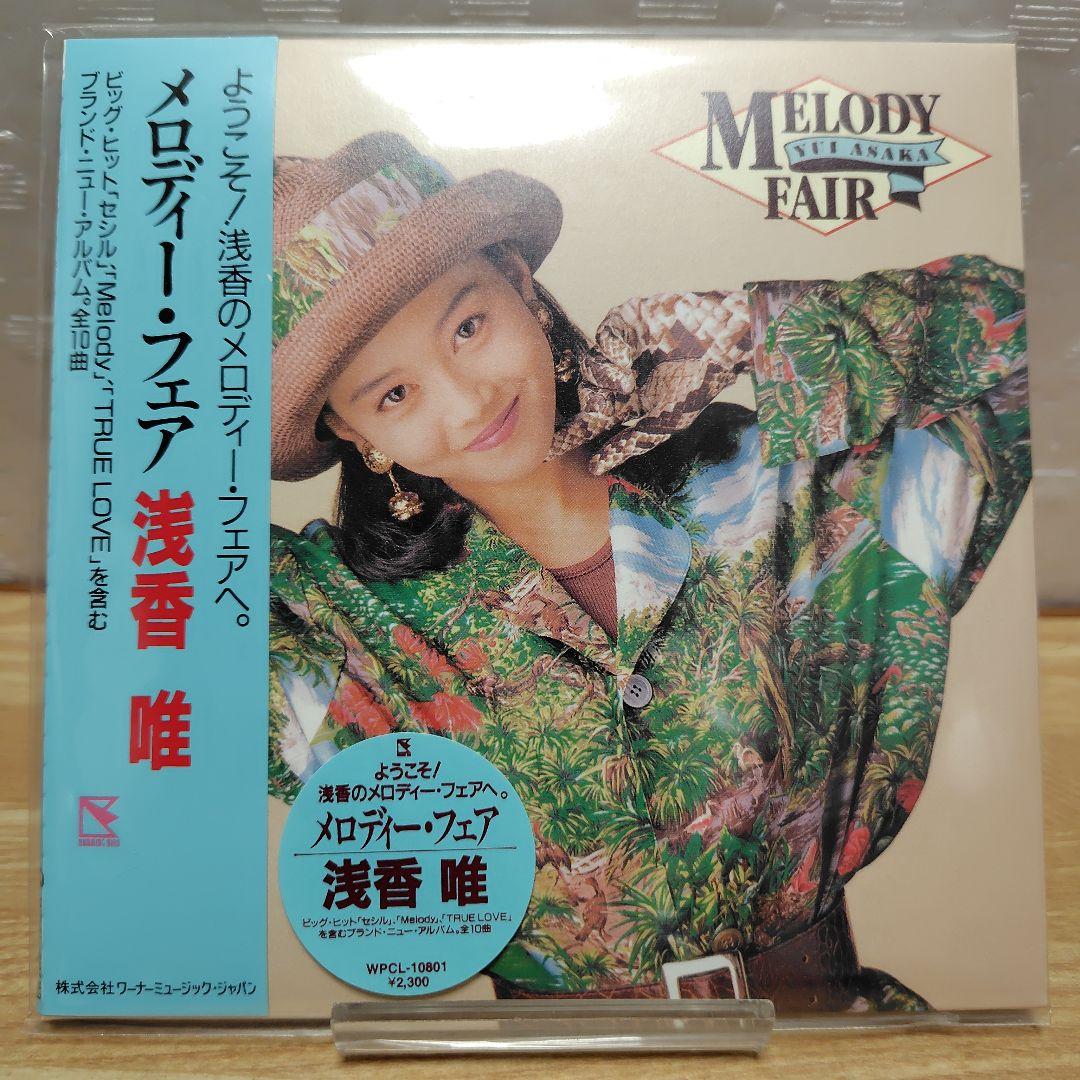 ようこそ!浅香のメロディー・フェアへ。
メロディー・フェア 浅香 唯
ビッグ・ヒット「セシル」、「Melody」、「TRUE LOVE」を含む
ブランド・ニュー・アルバム。全10曲
BURNING BIRD
株式会社ワーナーミュージック・ジャパン
MELODY
YUI ASAKA
FAIR
ようこそ!
浅香のメロディー・フェアへ。
メロディー・フェア
浅香 唯
ビッグ・ヒット「セシル」、「Melody」、「TRUE LOVE」
を含むブランド・ニュー・アルバム。全10曲
WPCL-10801
¥2,300